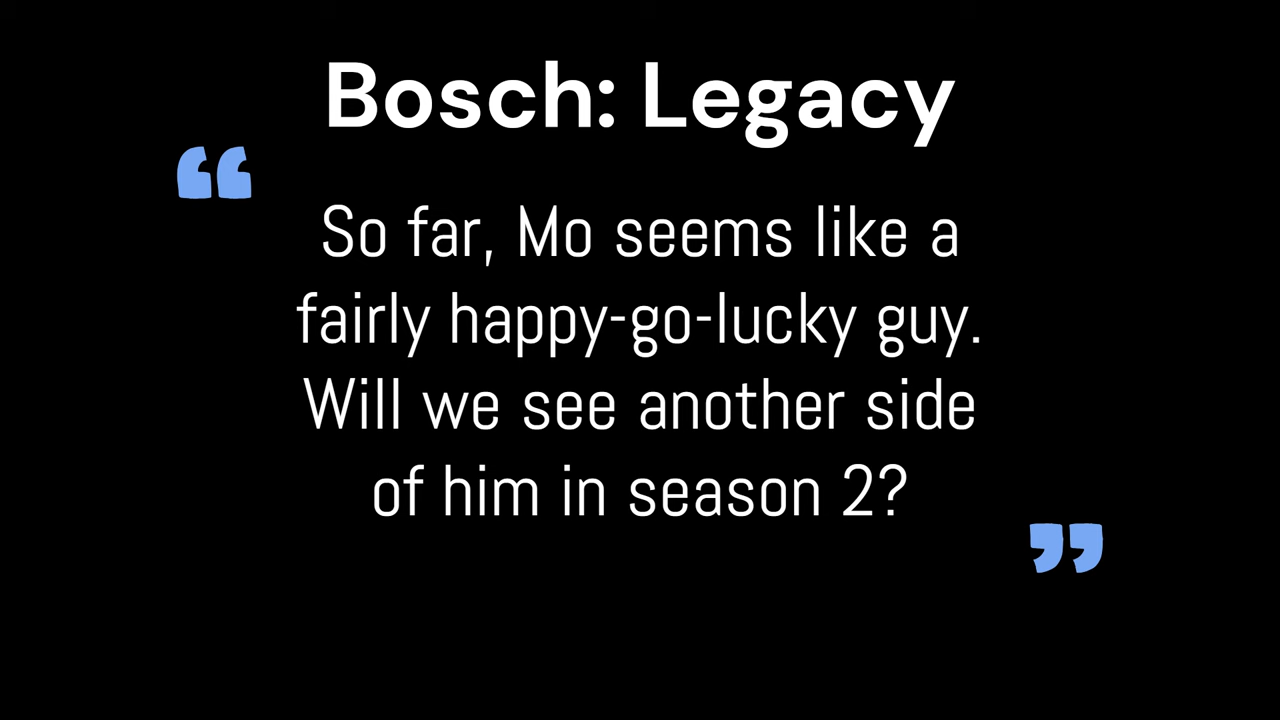 Bosch: Legacy
“
So far, Mo seems like a
fairly happy-go-lucky guy.
Will we see another side
of him in season 2?
”